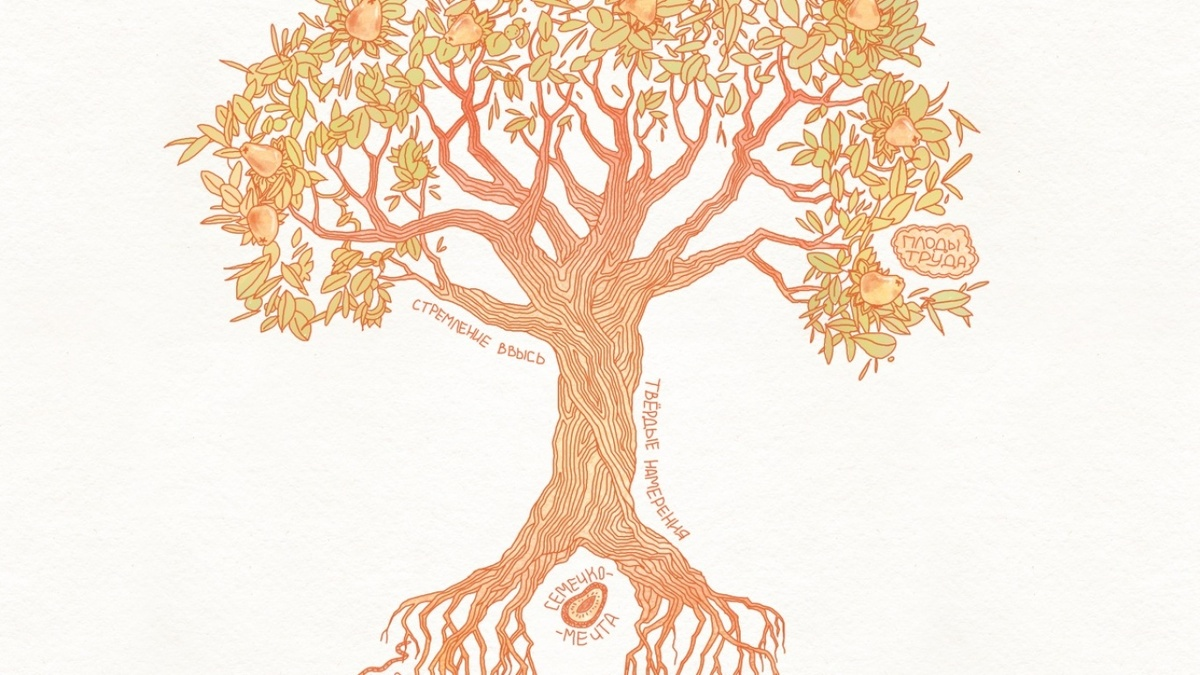 ПЛОДЫ
ТРУДА
СТРЕМЛЕНИЕ ВВЫСЬ
ТВЁРДЫЕ НАМЕРЕНИЯ
СЕМЕЧКО-
-МЕЧТА